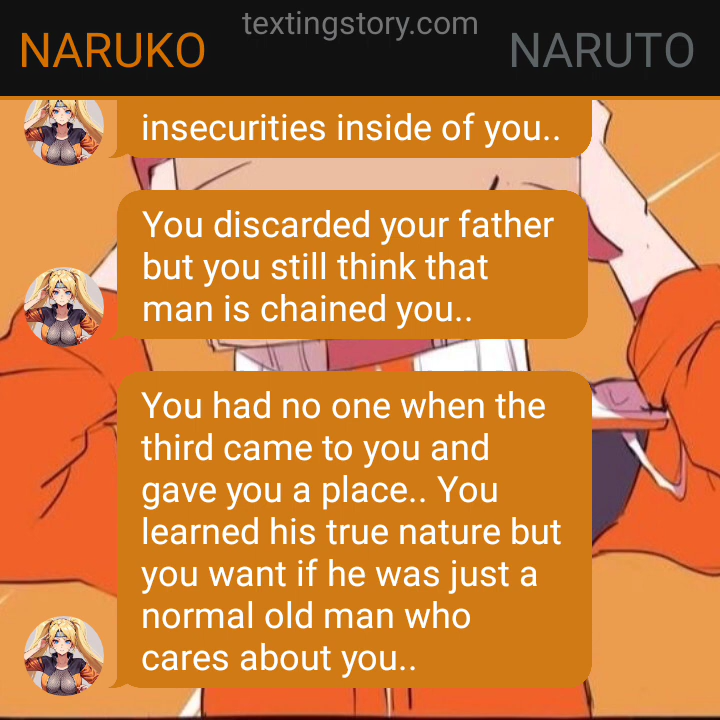 textingstory.com
NARUKO
NARUTO
insecurities inside of you..
You discarded your father
but you still think that
man is chained you..
You had no one when the
third came to you and
gave you a place.. You
learned his true nature but
you want if he was just a
normal old man who
cares about you..